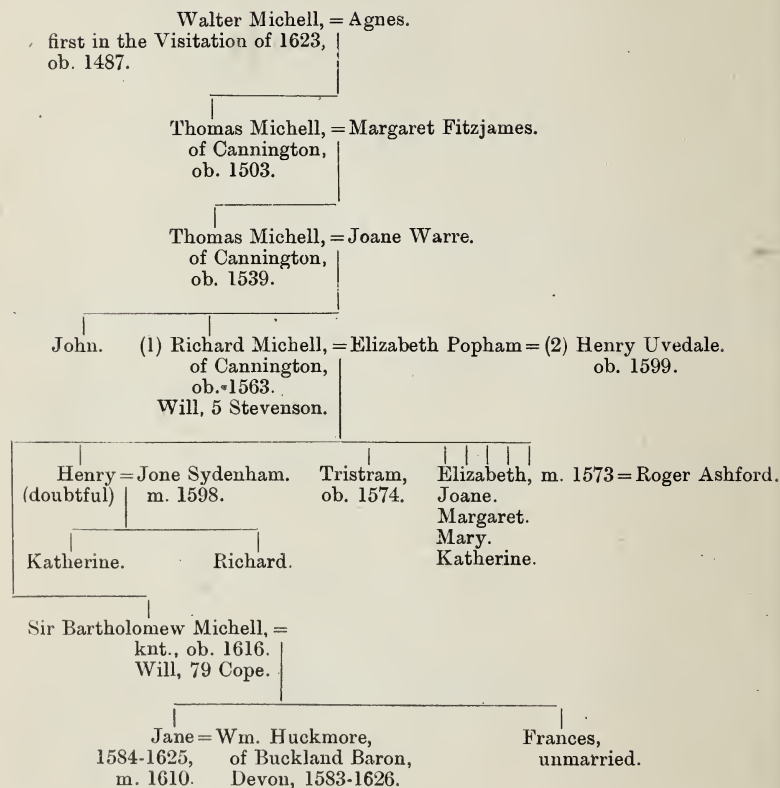 Walter Michell, = Agnes.
first in the Visitation of 1623,
ob. 1487.
Thomas Michell, = Margaret Fitzjames.
of Cannington,
ob. 1503.
Thomas Michell, = Joane Warre.
of Cannington,
ob. 1539.
John. (1) Richard Michell, = Elizabeth Popham = (2) Henry Uvedale.
of Cannington, ob. 1599.
ob. 1563.
Will, 5 Stevenson.
Henry = Jone Sydenham. Tristram, Elizabeth, m. 1573 = Roger Ashford.
(doubtful) m. 1598. ob. 1574. Joane.
Margaret.
Mary.
Katherine. Richard. Katherine.
Sir Bartholomew Michell, =
knt., ob. 1616.
Will, 79 Cope.
Jane = Wm. Huckmore, Frances,
1584-1625, of Buckland Baron, unmarried.
m. 1610. Devon, 1583-1626.